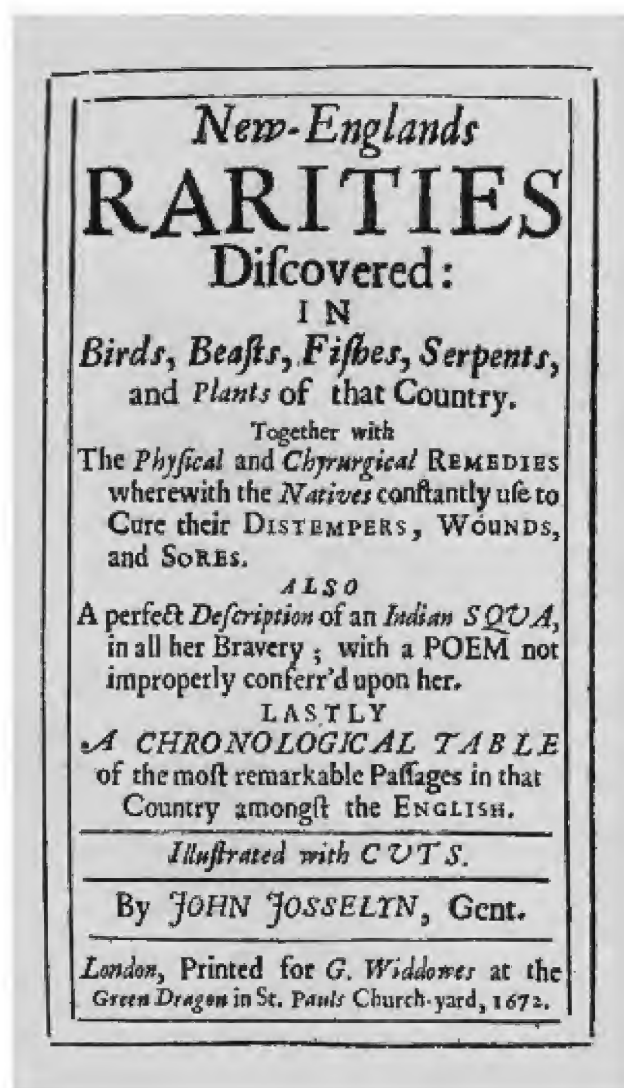 New-Englands
RARITIES
Diſcovered:
IN
Birds, Beaſts, Fiſhes, Serpents,
and Plants of that Country.
Together with
The Phyſical and Chyrurgical REMEDIES
wherewith the Natives conſtantly uſe to
Cure their DISTEMPERS, WOUNDS,
and SORES.
ALSO
A perfect Deſcription of an Indian SQUA,
in all her Bravery; with a POEM not
improperly conferr'd upon her.
LASTLY
A CHRONOLOGICAL TABLE
of the moſt remarkable Paſſages in that
Country amongſt the ENGLISH.
Illuſtrated with CUTS.
By JOHN JOSSELYN, Gent.
London, Printed for G. Widdowes at the
Green Dragon in St. Pauls Church-yard, 1672.